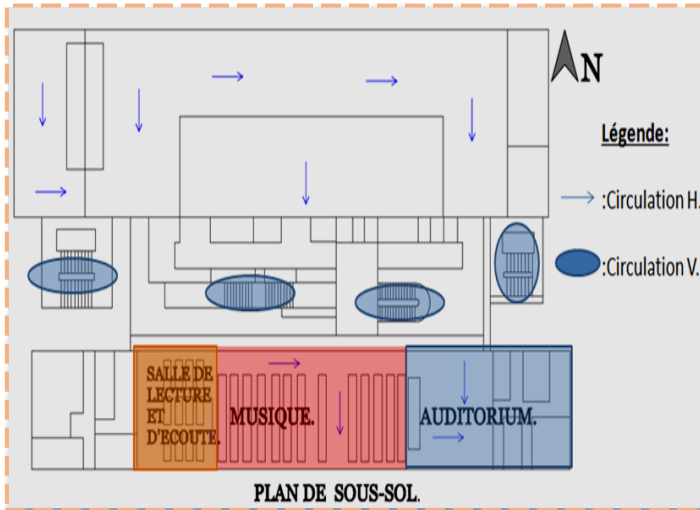 N
Légende:
:Circulation H.
:Circulation V.
SALLE DE
LECTURE
ET
D'ECOUTE.
MUSIQUE.
AUDITORIUM.
PLAN DE SOUS-SOL.